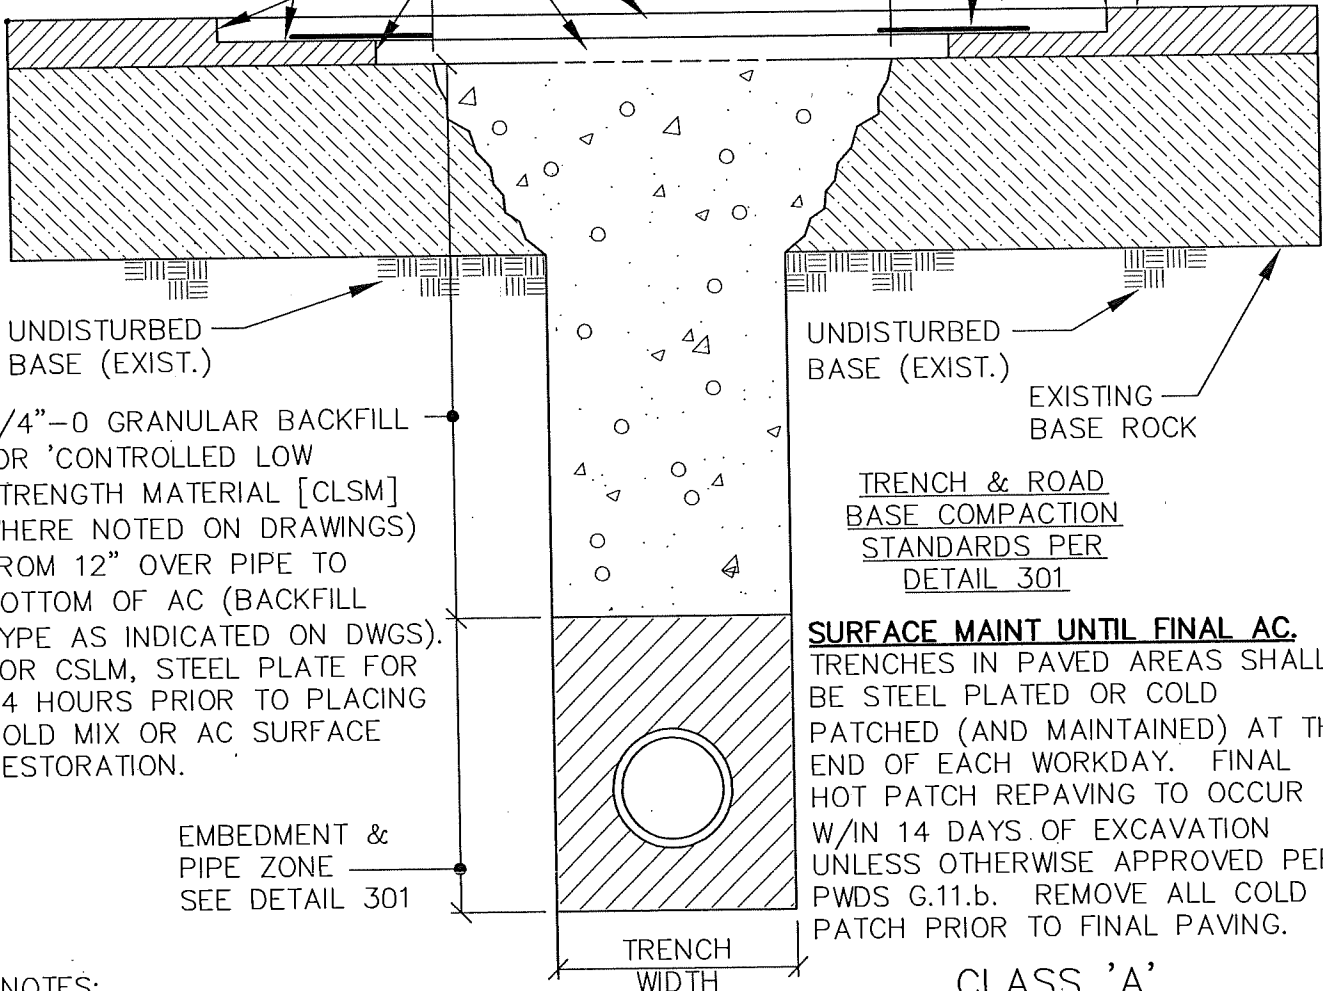 UNDISTURBED
BASE (EXIST.)
UNDISTURBED
BASE (EXIST.)
EXISTING
BASE ROCK
/4"-0 GRANULAR BACKFILL
OR 'CONTROLLED LOW
TRENGTH MATERIAL [CLSM]
HERE NOTED ON DRAWINGS)
ROM 12" OVER PIPE TO
OTTOM OF AC (BACKFILL
YPE AS INDICATED ON DWGS).
OR CSLM, STEEL PLATE FOR
4 HOURS PRIOR TO PLACING
OLD MIX OR AC SURFACE
ESTORATION.
TRENCH & ROAD
BASE COMPACTION
STANDARDS PER
DETAIL 301
SURFACE MAINT UNTIL FINAL AC.
TRENCHES IN PAVED AREAS SHALL
BE STEEL PLATED OR COLD
PATCHED (AND MAINTAINED) AT TH
END OF EACH WORKDAY. FINAL
HOT PATCH REPAVING TO OCCUR
W/IN 14 DAYS OF EXCAVATION
UNLESS OTHERWISE APPROVED PER
PWDS G.11.b. REMOVE ALL COLD
PATCH PRIOR TO FINAL PAVING.
EMBEDMENT &
PIPE ZONE
SEE DETAIL 301
TRENCH
WIDTH
NOTES:
CLASS 'A'